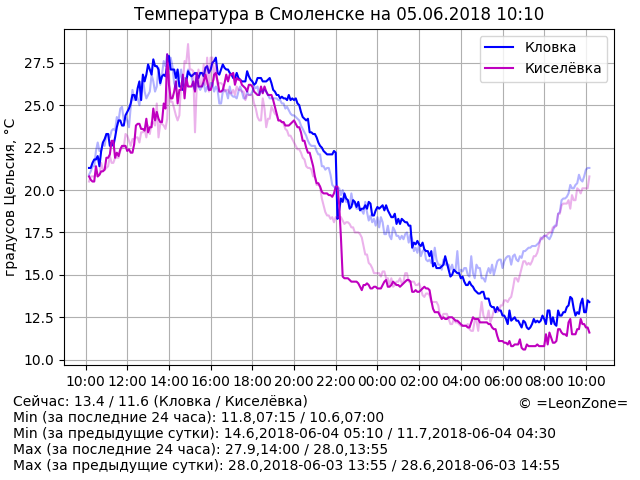 Температура в Смоленске на 05.06.2018 10:10
Кловка
Киселёвка
градусов Цельсия, °C
27.5
25.0
22.5
20.0
17.5
15.0
12.5
10.0
10:00 12:00 14:00 16:00 18:00 20:00 22:00 00:00 02:00 04:00 06:00 08:00 10:00
Сейчас: 13.4 / 11.6 (Кловка / Киселёвка)
© =LeonZone=
Min (за последние 24 часа): 11.8,07:15 / 10.6,07:00
Min (за предыдущие сутки): 14.6,2018-06-04 05:10 / 11.7,2018-06-04 04:30
Max (за последние 24 часа): 27.9,14:00 / 28.0,13:55
Max (за предыдущие сутки): 28.0,2018-06-03 13:55 / 28.6,2018-06-03 14:55